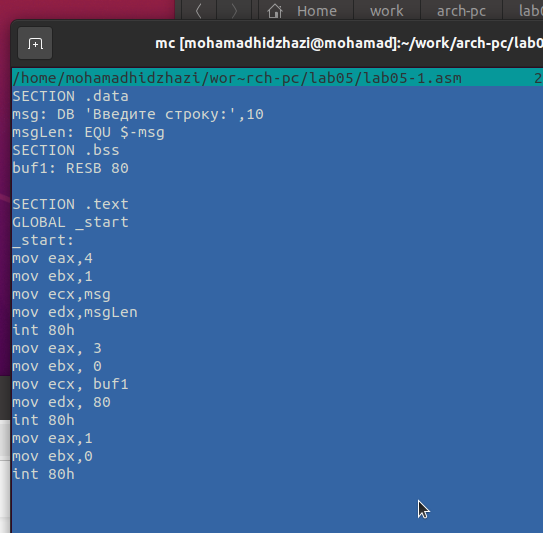 Home work arch-pc lab0
mc [mohamadhidzhazi@mohamad]:~/work/arch-pc/lab0
/home/mohamadhidzhazi/wor~rch-pc/lab05/lab05-1.asm 2
SECTION .data
msg: DB 'Введите строку:',10
msgLen: EQU $-msg
SECTION .bss
buf1: RESB 80
SECTION .text
GLOBAL _start
_start:
mov eax,4
mov ebx,1
mov ecx,msg
mov edx,msgLen
int 80h
mov eax, 3
mov ebx, 0
mov ecx, buf1
mov edx, 80
int 80h
mov eax,1
mov ebx,0
int 80h